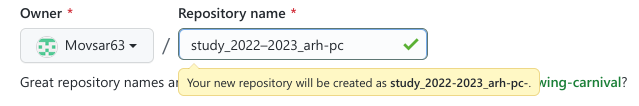 Owner * Repository name *
Movsar63 / study_2022–2023_arh-pc
Your new repository will be created as study_2022-2023_arh-pc-.
Great repository names ar wing-carnival?